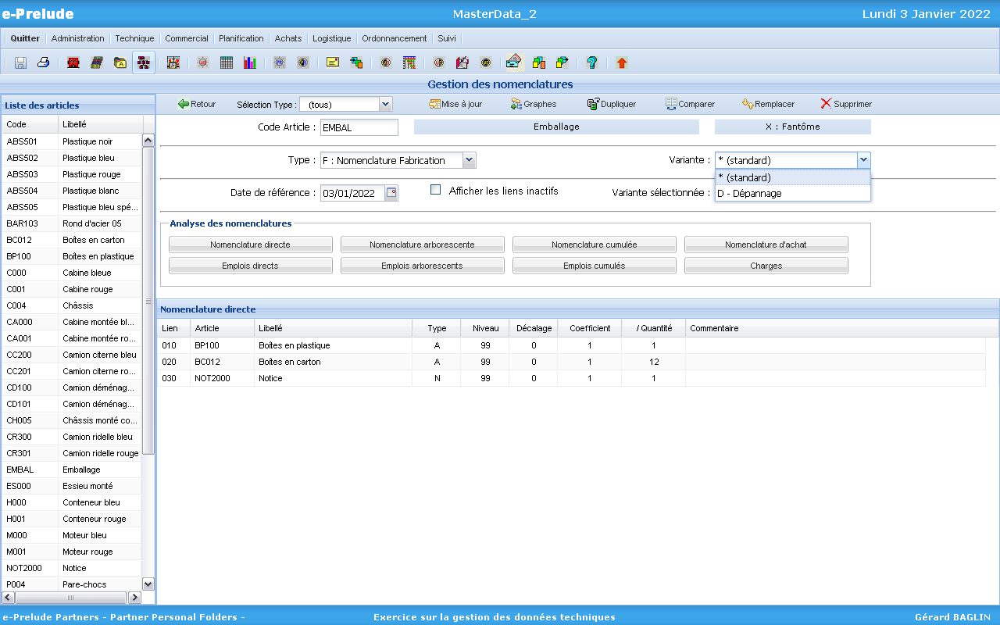 e-Prelude MasterData_2 Lundi 3 Janvier 2022
Quitter Administration Technique Commercial Planification Achats Logistique Ordonnancement Suivi
Gestion des nomenclatures
Liste des articles
Code Libellé
ABS501 Plastique noir
ABS502 Plastique bleu
ABS503 Plastique rouge
ABS504 Plastique blanc
ABS505 Plastique bleu spé...
BAR103 Rond d'acier 05
BC012 Boîtes en carton
BP100 Boîtes en plastique
C000 Cabine bleue
C001 Cabine rouge
C004 Châssis
CA000 Cabine montée bl...
CA001 Cabine montée ro...
CC200 Camion citerne bleu
CC201 Camion citerne ro...
CD100 Camion déménag...
CD101 Camion déménag...
CH005 Châssis monté co...
CR300 Camion ridelle bleu
CR301 Camion ridelle rouge
EMBAL Emballage
ES000 Essieu monté
H000 Conteneur bleu
H001 Conteneur rouge
M000 Moteur bleu
M001 Moteur rouge
NOT2000 Notice
P004 Pare-chocs
Retour Sélection Type : (tous) Mise à jour Graphes Dupliquer Comparer Remplacer Supprimer
Code Article : EMBAL Emballage X : Fantôme
Type : F : Nomenclature Fabrication Variante : * (standard)
* (standard)
D - Dépannage
Date de référence : 03/01/2022 Afficher les liens inactifs Variante sélectionnée :
Analyse des nomenclatures
Nomenclature directe Nomenclature arborescente Nomenclature cumulée Nomenclature d'achat
Emplois directs Emplois arborescents Emplois cumulés Charges
Nomenclature directe
Lien Article Libellé Type Niveau Décalage Coefficient / Quantité Commentaire
010 BP100 Boîtes en plastique A 99 0 1 1
020 BC012 Boîtes en carton A 99 0 1 12
030 NOT2000 Notice N 99 0 1 1
e-Prelude Partners - Partner Personal Folders - Exercice sur la gestion des données techniques Gérard BAGLIN